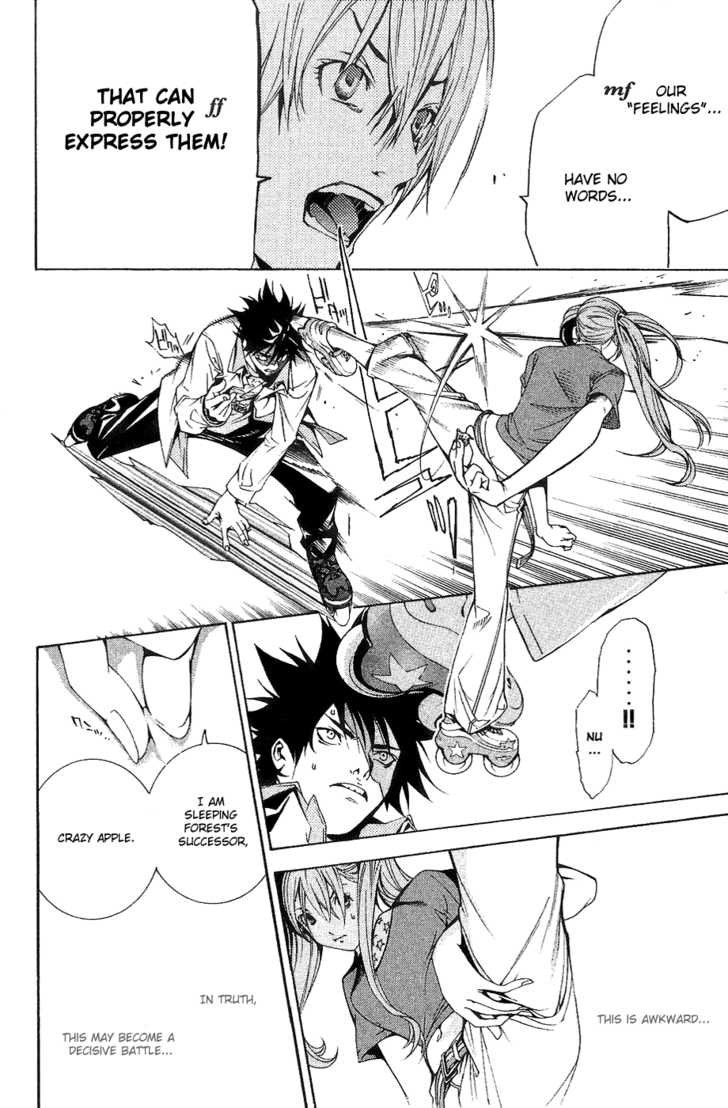 mf OUR
"FEELINGS"...
HAVE NO
WORDS...
THAT CAN
PROPERLY
EXPRESS THEM!
ff
......!!
NU
...
I AM
SLEEPING
FOREST'S
SUCCESSOR,
CRAZY APPLE.
THIS IS AWKWARD...
IN TRUTH,
THIS MAY BECOME A
DECISIVE BATTLE...